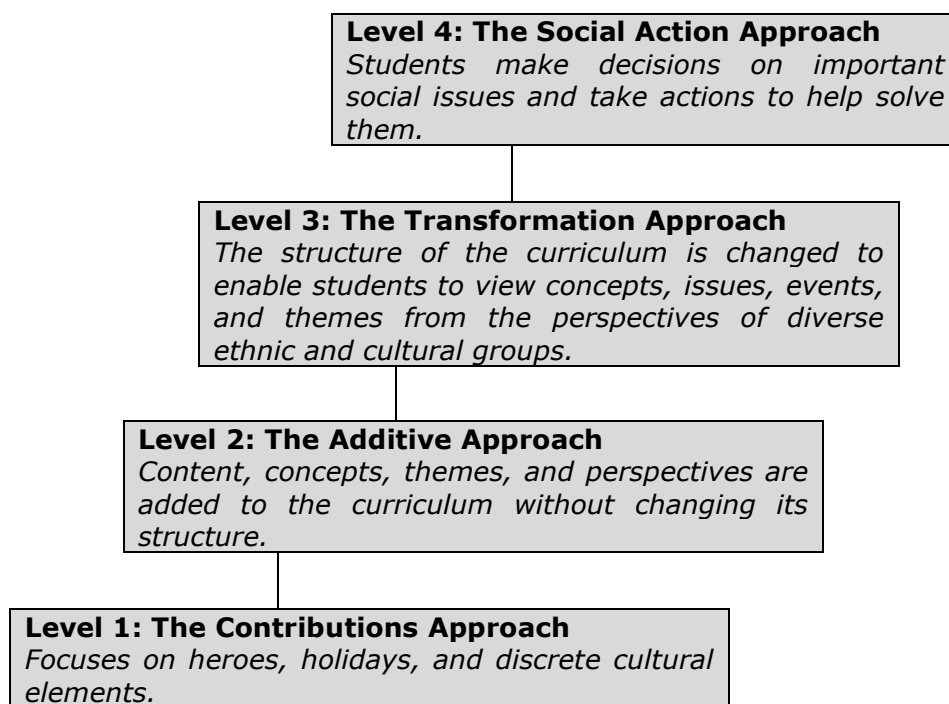 Level 4: The Social Action Approach
Students make decisions on important
social issues and take actions to help solve
them.
Level 3: The Transformation Approach
The structure of the curriculum is changed to
enable students to view concepts, issues, events,
and themes from the perspectives of diverse
ethnic and cultural groups.
Level 2: The Additive Approach
Content, concepts, themes, and perspectives are
added to the curriculum without changing its
structure.
Level 1: The Contributions Approach
Focuses on heroes, holidays, and discrete cultural
elements.